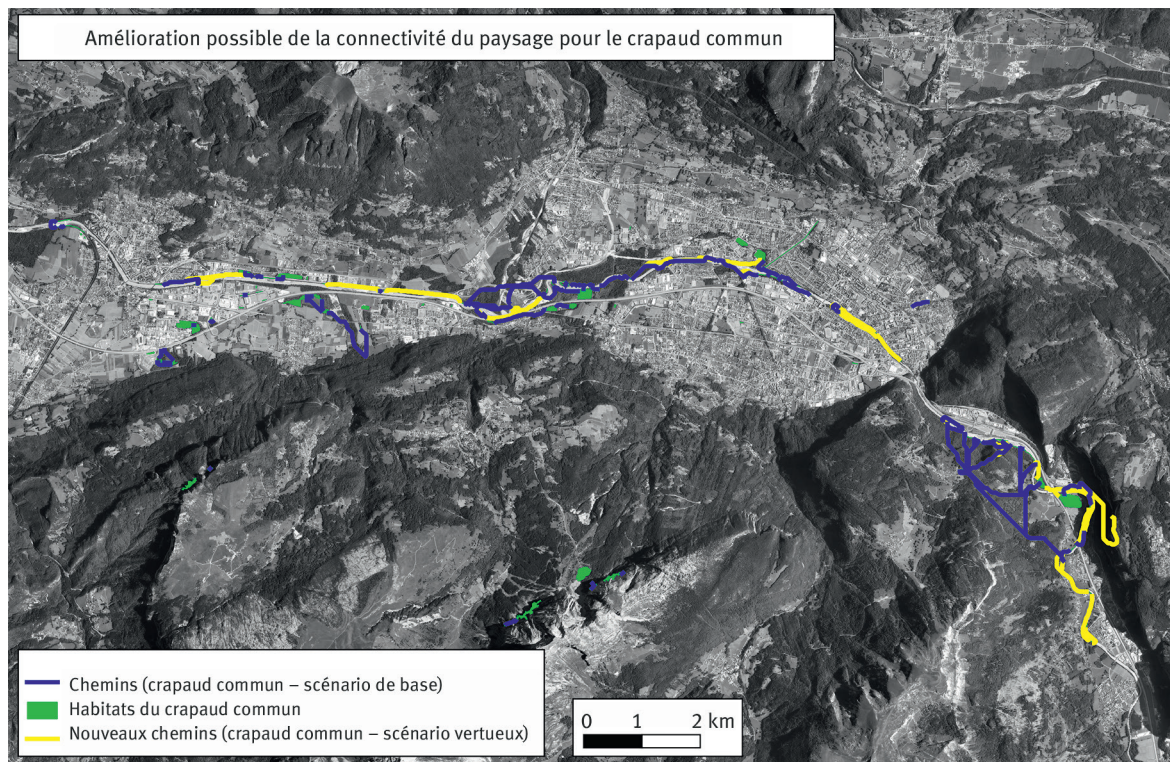 Amélioration possible de la connectivité du paysage pour le crapaud commun
Chemins (crapaud commun – scénario de base)
Habitats du crapaud commun
Nouveaux chemins (crapaud commun – scénario vertueux)
0 1 2 km